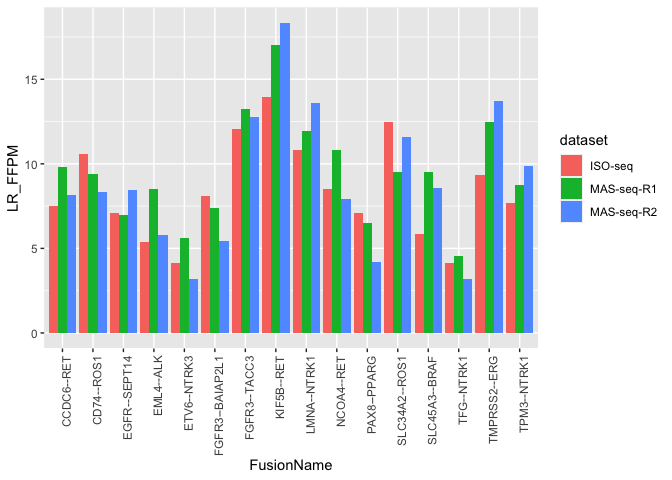 LR_FFPM
15
10
5
0
CCDC6--RET
CD74--ROS1
EGFR--SEPT14
EML4--ALK
ETV6--NTRK3
FGFR3--BAIAP2L1
FGFR3--TACC3
KIF5B--RET
LMNA--NTRK1
NCOA4--RET
PAX8--PPARG
SLC34A2--ROS1
SLC45A3--BRAF
TFG--NTRK1
TMPRSS2--ERG
TPM3--NTRK1
FusionName
dataset
ISO-seq
MAS-seq-R1
MAS-seq-R2